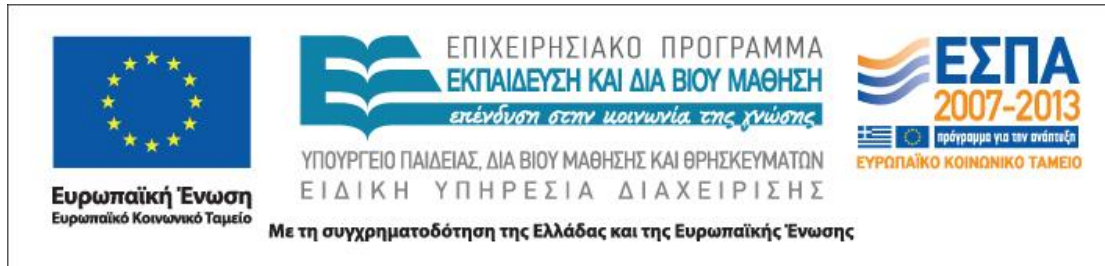 Ευρωπαϊκή Ένωση
Ευρωπαϊκό Κοινωνικό Ταμείο
ΕΠΙΧΕΙΡΗΣΙΑΚΟ ΠΡΟΓΡΑΜΜΑ
ΕΚΠΑΙΔΕΥΣΗ ΚΑΙ ΔΙΑ ΒΙΟΥ ΜΑΘΗΣΗ
επένδυση στην κοινωνία της γνώσης
ΥΠΟΥΡΓΕΙΟ ΠΑΙΔΕΙΑΣ, ΔΙΑ ΒΙΟΥ ΜΑΘΗΣΗΣ ΚΑΙ ΘΡΗΣΚΕΥΜΑΤΩΝ
ΕΙΔΙΚΗ ΥΠΗΡΕΣΙΑ ΔΙΑΧΕΙΡΙΣΗΣ
Με τη συγχρηματοδότηση της Ελλάδας και της Ευρωπαϊκής Ένωσης
ΕΣΠΑ
2007-2013
πρόγραμμα για την ανάπτυξη
ΕΥΡΩΠΑΪΚΟ ΚΟΙΝΩΝΙΚΟ ΤΑΜΕΙΟ